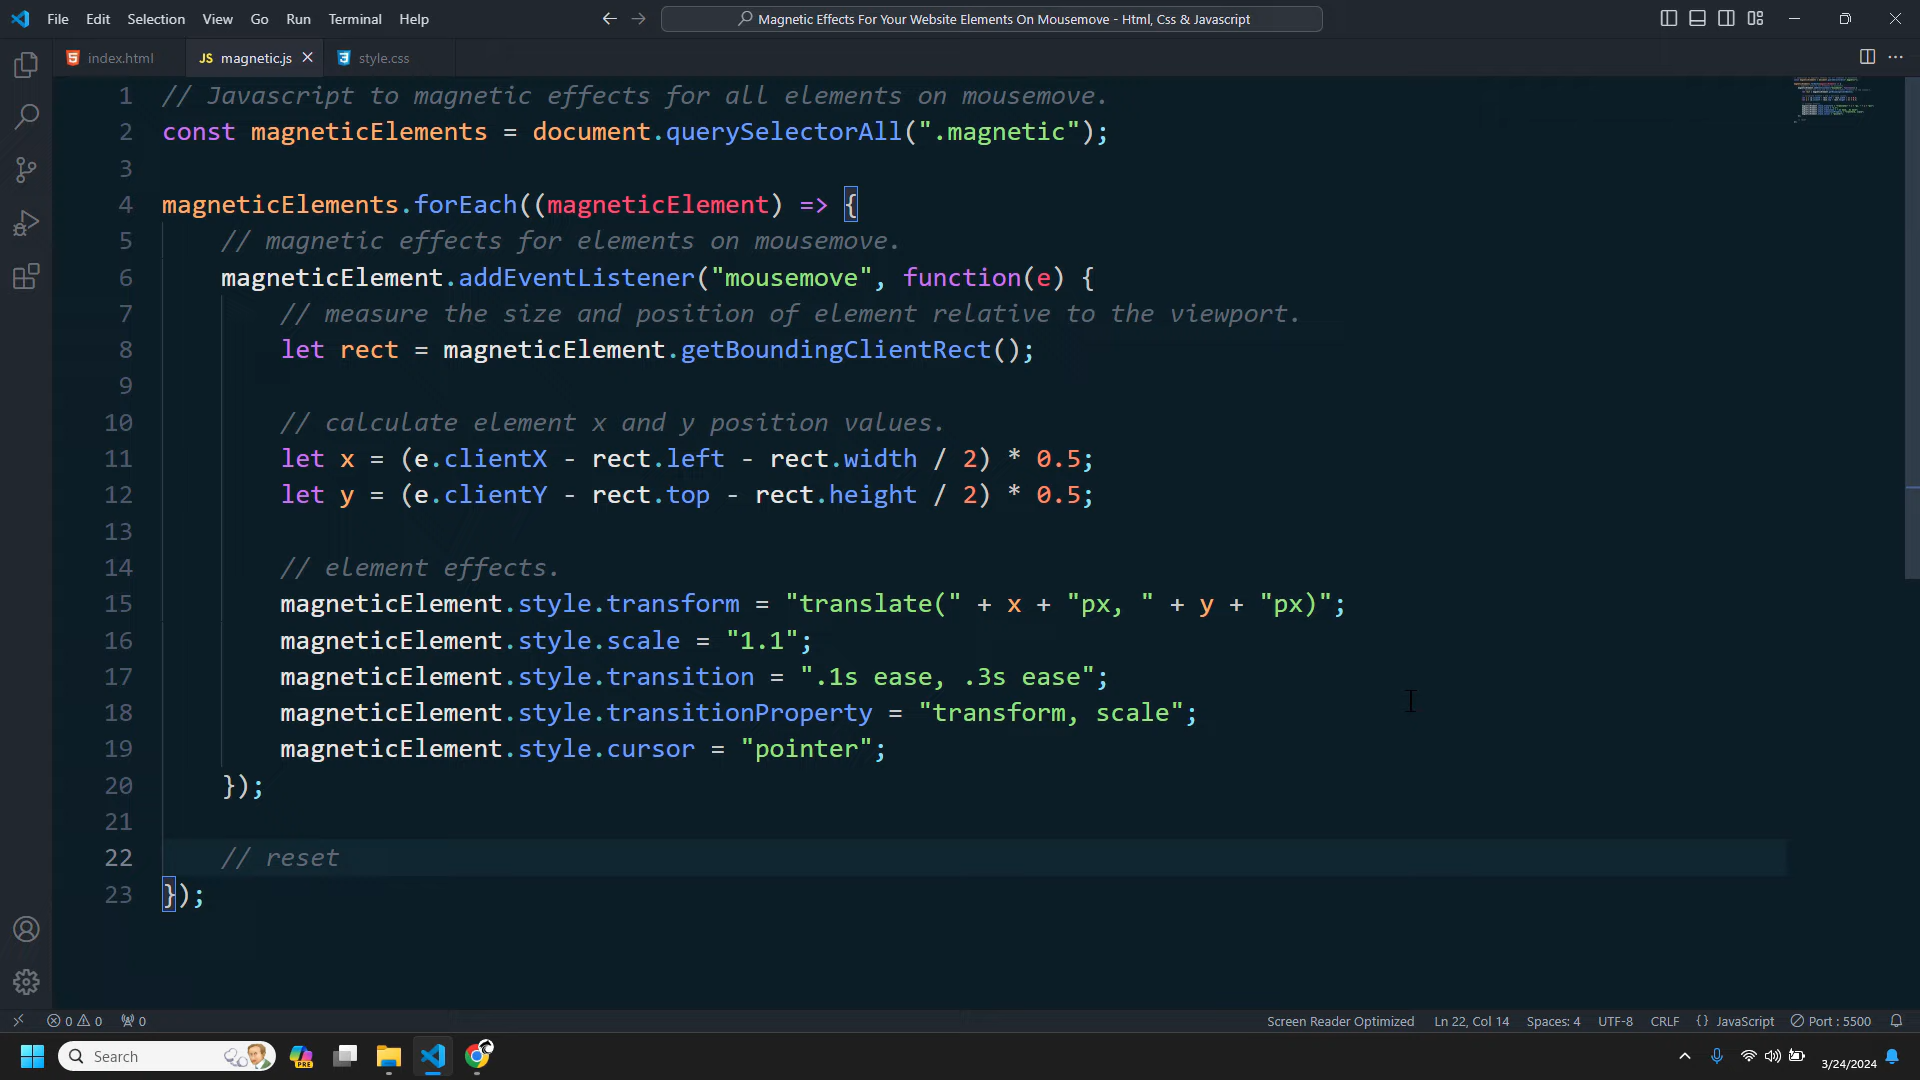 File Edit Selection View Go Run Terminal Help
Magnetic Effects For Your Website Elements On Mousemove - Html, Css & Javascript
index.html
JS magnetic.js
style.css
1 // Javascript to magnetic effects for all elements on mousemove.
2 const magneticElements = document.querySelectorAll(".magnetic");
3
4 magneticElements.forEach((magneticElement) => {
5 // magnetic effects for elements on mousemove.
6 magneticElement.addEventListener("mousemove", function(e) {
7 // measure the size and position of element relative to the viewport.
8 let rect = magneticElement.getBoundingClientRect();
9
10 // calculate element x and y position values.
11 let x = (e.clientX - rect.left - rect.width / 2) * 0.5;
12 let y = (e.clientY - rect.top - rect.height / 2) * 0.5;
13
14 // element effects.
15 magneticElement.style.transform = "translate(" + x + "px, " + y + "px)";
16 magneticElement.style.scale = "1.1";
17 magneticElement.style.transition = ".1s ease, .3s ease";
18 magneticElement.style.transitionProperty = "transform, scale";
19 magneticElement.style.cursor = "pointer";
20 });
21
22 // reset
23 });
0 0 0
Screen Reader Optimized Ln 22, Col 14 Spaces: 4 UTF-8 CRLF {} JavaScript Port : 5500
Search
PRE
3/24/2024